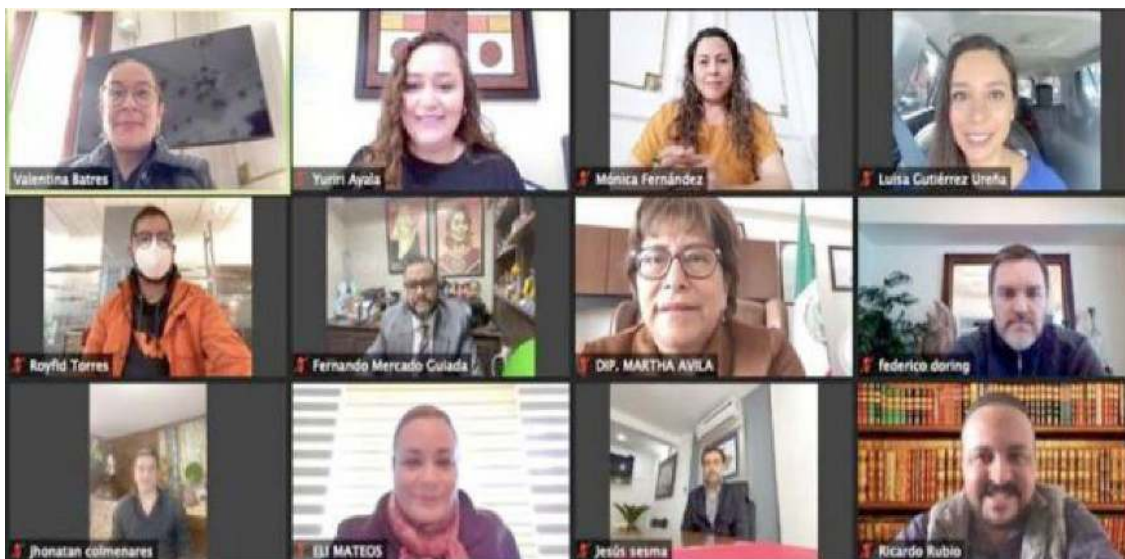 Valentina Batres
Yuriri Ayala
Mónica Fernández
Luisa Gutiérrez Ureña
Royfid Torres
Fernando Mercado Guiada
DIP. MARTHA AVILA
federico doring
jhonatan colmenares
ELI MATEOS
Jesús sesma
Ricardo Rubio